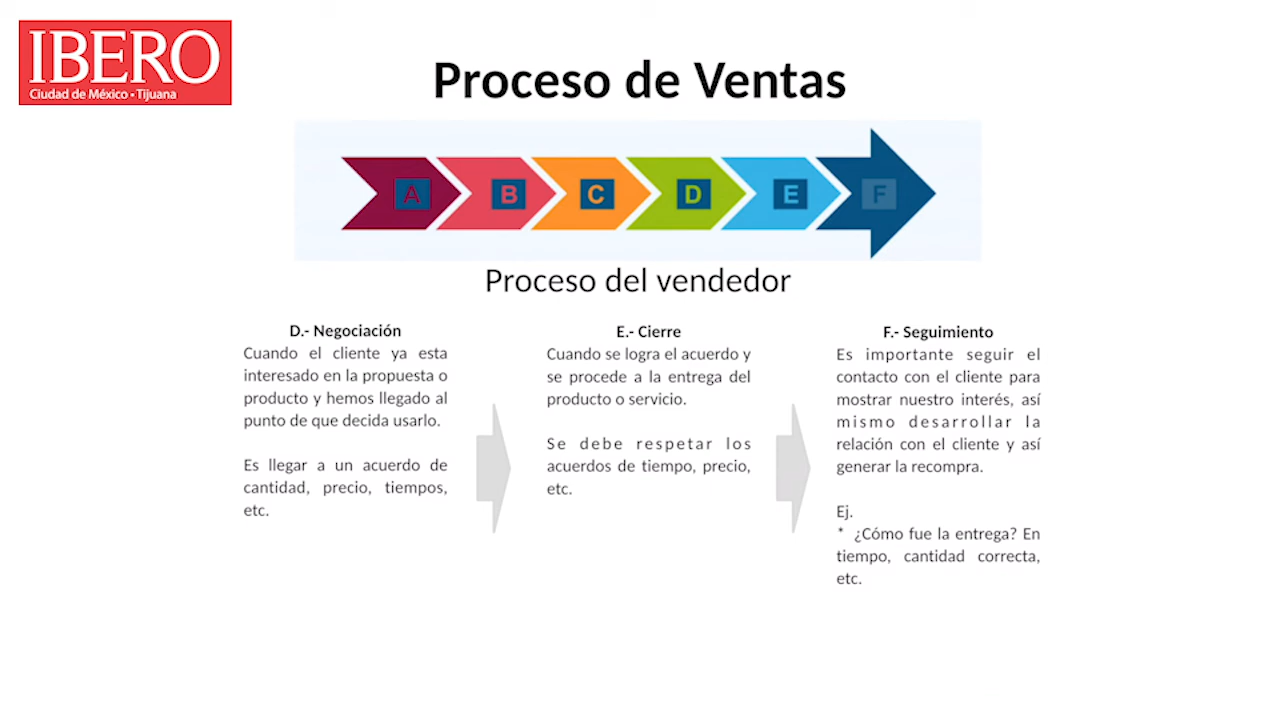 IBERO
Ciudad de México • Tijuana
Proceso de Ventas
A B C D E F
Proceso del vendedor
D.- Negociación
Cuando el cliente ya esta
interesado en la propuesta o
producto y hemos llegado al
punto de que decida usarlo.
Es llegar a un acuerdo de
cantidad, precio, tiempos,
etc.
E.- Cierre
Cuando se logra el acuerdo y
se procede a la entrega del
producto o servicio.
Se debe respetar los
acuerdos de tiempo, precio,
etc.
F.- Seguimiento
Es importante seguir el
contacto con el cliente para
mostrar nuestro interés, así
mismo desarrollar la
relación con el cliente y así
generar la recompra.
Ej.
* ¿Cómo fue la entrega? En
tiempo, cantidad correcta,
etc.